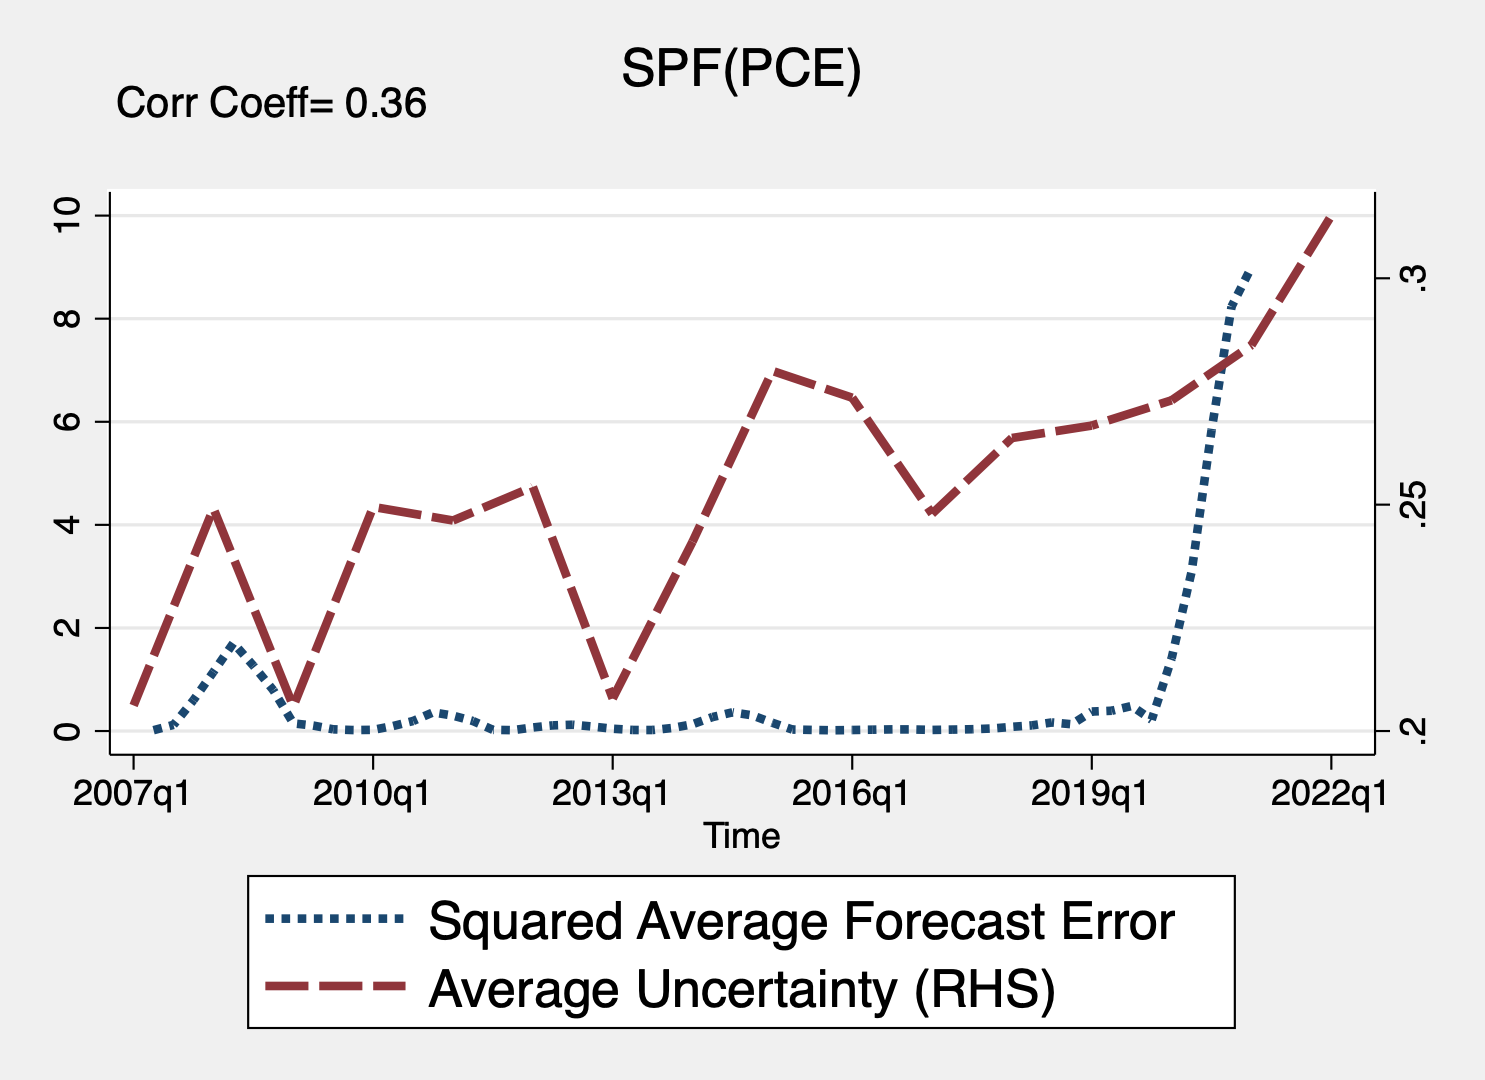 SPF(PCE)
Corr Coeff= 0.36
10
8
6
4
2
0
.3
.25
.2
2007q1 2010q1 2013q1 2016q1 2019q1 2022q1
Time
Squared Average Forecast Error
Average Uncertainty (RHS)